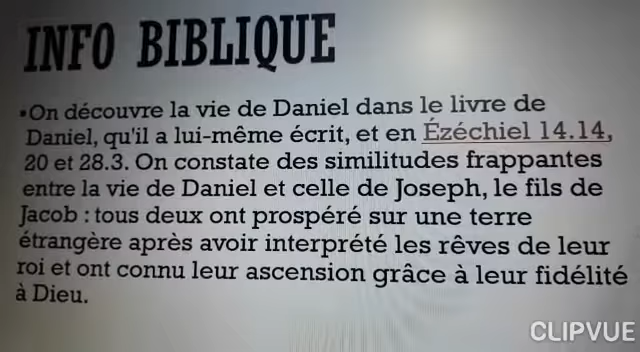 INFO BIBLIQUE
•On découvre la vie de Daniel dans le livre de
Daniel, qu'il a lui-même écrit, et en Ézéchiel 14.14,
20 et 28.3. On constate des similitudes frappantes
entre la vie de Daniel et celle de Joseph, le fils de
Jacob : tous deux ont prospéré sur une terre
étrangère après avoir interprété les rêves de leur
roi et ont connu leur ascension grâce à leur fidélité
à Dieu.
CLIPVUE